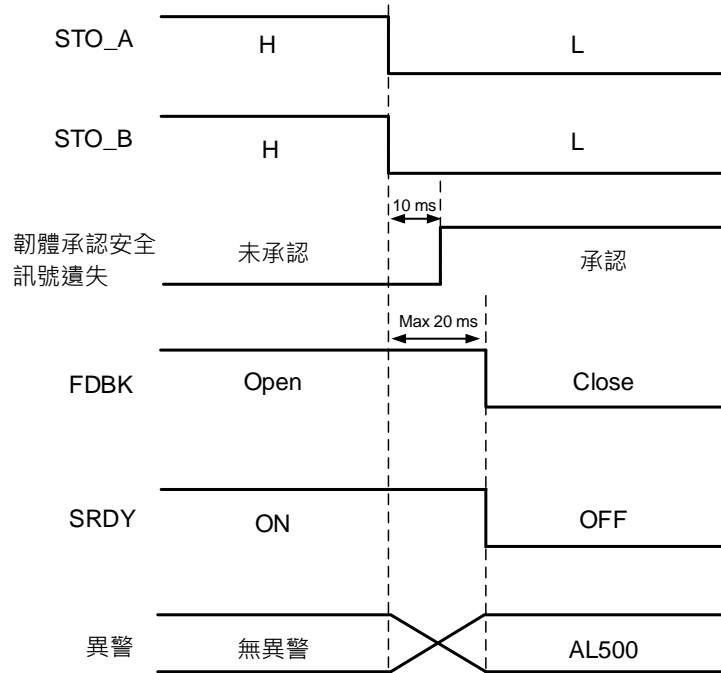 STO_A
H
L
STO_B
H
L
10 ms
韌體承認安全
訊號遺失
未承認
承認
Max 20 ms
FDBK
Open
Close
SRDY
ON
OFF
異警
無異警
AL500